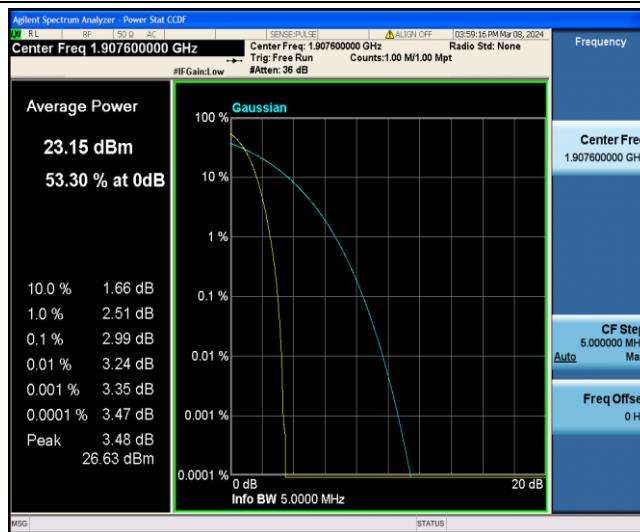 Agilent Spectrum Analyzer - Power Stat CCDF
RL RF 50 Ω AC SENSE:PULSE ALIGN OFF 03:59:16 PM Mar 08, 2024
Center Freq 1.907600000 GHz
Center Freq: 1.907600000 GHz Radio Std: None
Trig: Free Run Counts:1.00 M/1.00 Mpt
#IFGain:Low #Atten: 36 dB
Frequency
Average Power
23.15 dBm
53.30 % at 0dB
10.0 % 1.66 dB
1.0 % 2.51 dB
0.1 % 2.99 dB
0.01 % 3.24 dB
0.001 % 3.35 dB
0.0001 % 3.47 dB
Peak 3.48 dB
26.63 dBm
Gaussian
100 %
10 %
1 %
0.1 %
0.01 %
0.001 %
0.0001 %
0 dB 20 dB
Info BW 5.0000 MHz
Center Fre
1.907600000 GH
CF Step
5.000000 MH
Auto Ma
Freq Offse
0 H
MSG STATUS